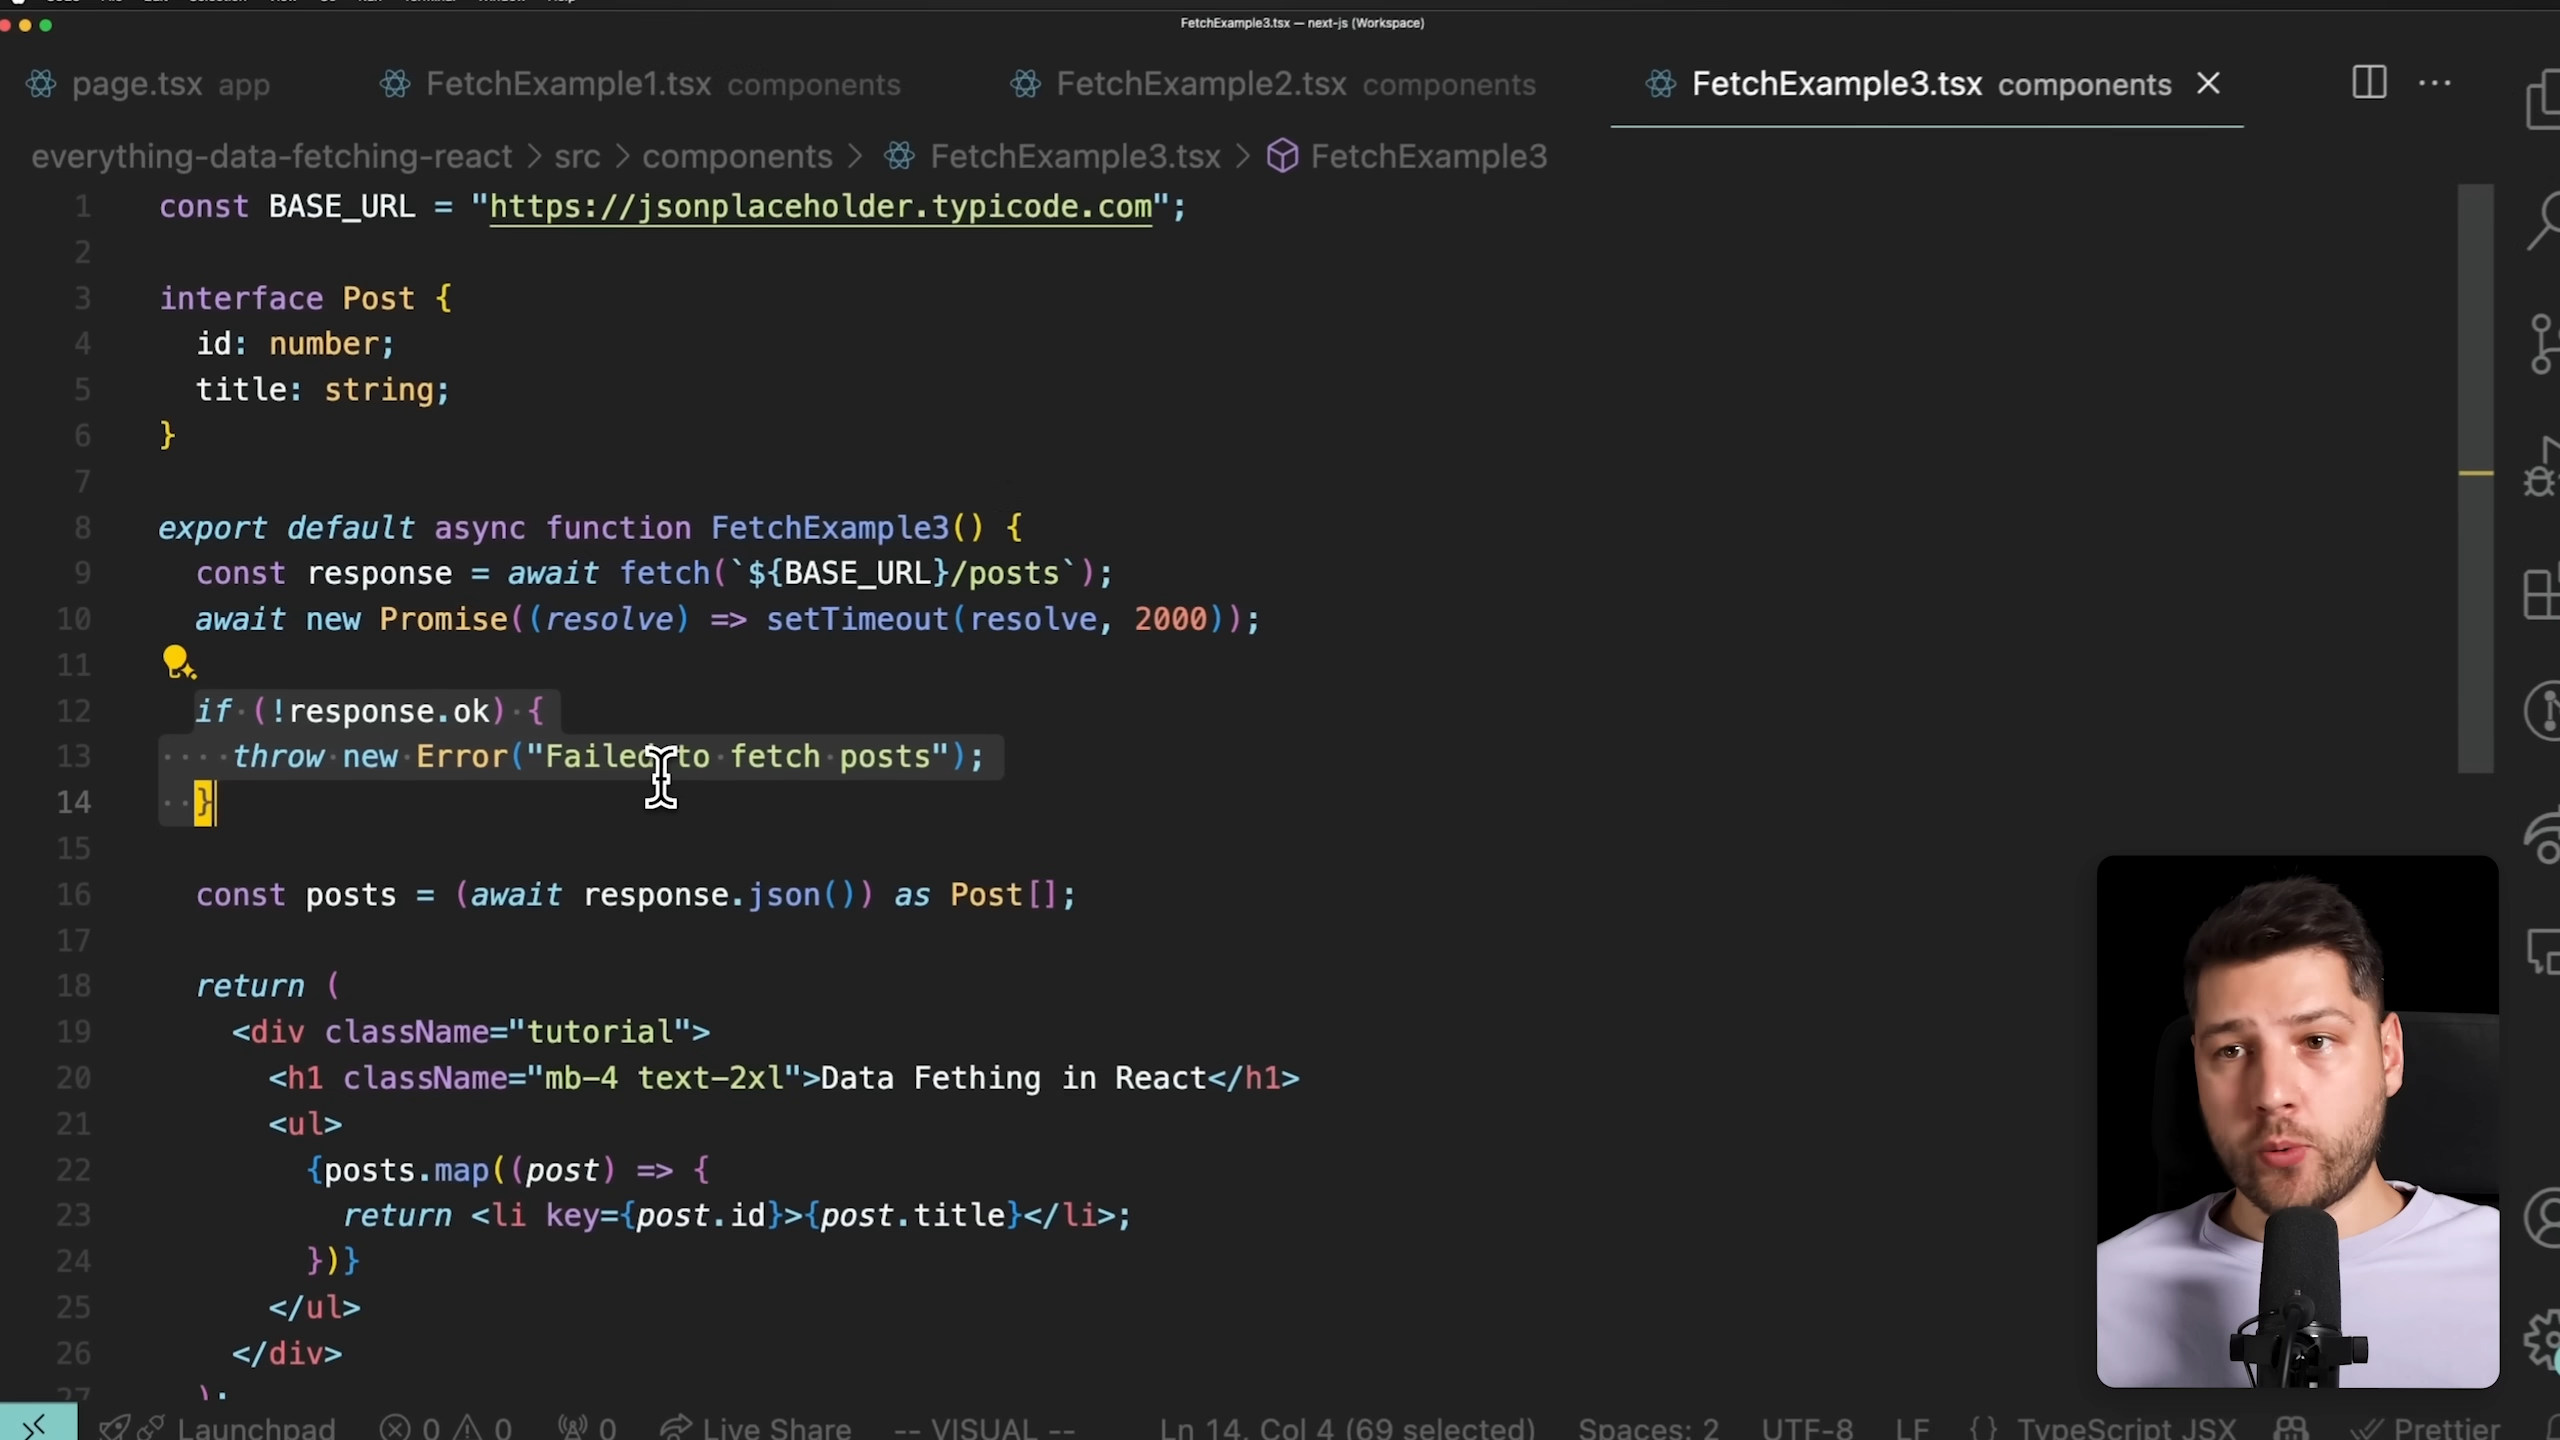 FetchExample3.tsx — next-js (Workspace)
page.tsx app FetchExample1.tsx components FetchExample2.tsx components FetchExample3.tsx components
everything-data-fetching-react > src > components > FetchExample3.tsx > FetchExample3
1 const BASE_URL = "https://jsonplaceholder.typicode.com";
2
3 interface Post {
4 id: number;
5 title: string;
6 }
7
8 export default async function FetchExample3() {
9 const response = await fetch(`${BASE_URL}/posts`);
10 await new Promise((resolve) => setTimeout(resolve, 2000));
11
12 if (!response.ok) {
13 throw new Error("Failed to fetch posts");
14 }
15
16 const posts = (await response.json()) as Post[];
17
18 return (
19 <div className="tutorial">
20 <h1 className="mb-4 text-2xl">Data Fething in React</h1>
21 <ul>
22 {posts.map((post) => {
23 return <li key={post.id}>{post.title}</li>;
24 })}
25 </ul>
26 </div>
27 );
Launchpad 0 0 0 Live Share -- VISUAL -- Ln 14, Col 4 (69 selected) Spaces: 2 UTF-8 LF {} TypeScript JSX Prettier